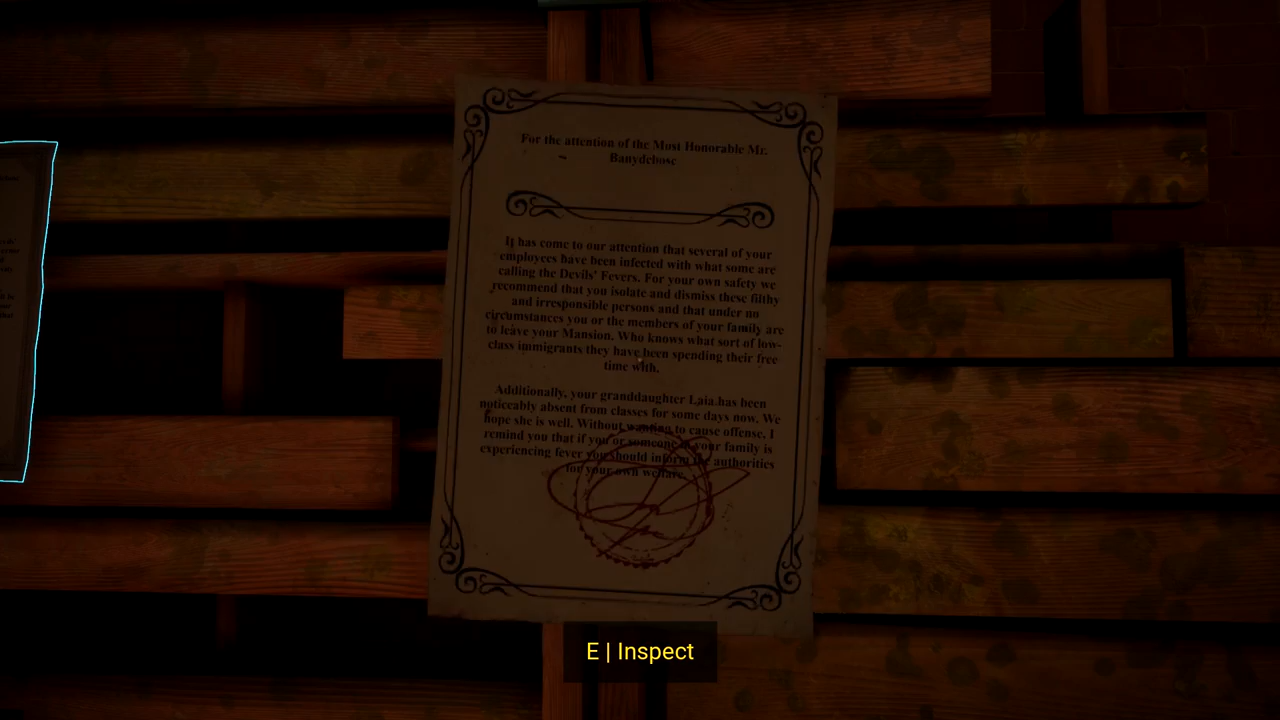 For the attention of the Most Honorable Mr.
Banydebosc
It has come to our attention that several of your
employees have been infected with what some are
calling the Devils' Fevers. For your own safety we
recommend that you isolate and dismiss these filthy
and irresponsible persons and that under no
circumstances you or the members of your family are
to leave your Mansion. Who knows what sort of low-
class immigrants they have been spending their free
time with.
Additionally, your granddaughter Laia has been
noticeably absent from classes for some days now. We
hope she is well. Without wanting to cause offense, I
remind you that if you or someone in your family is
experiencing fever you should inform the authorities
for your own welfare.
E | Inspect